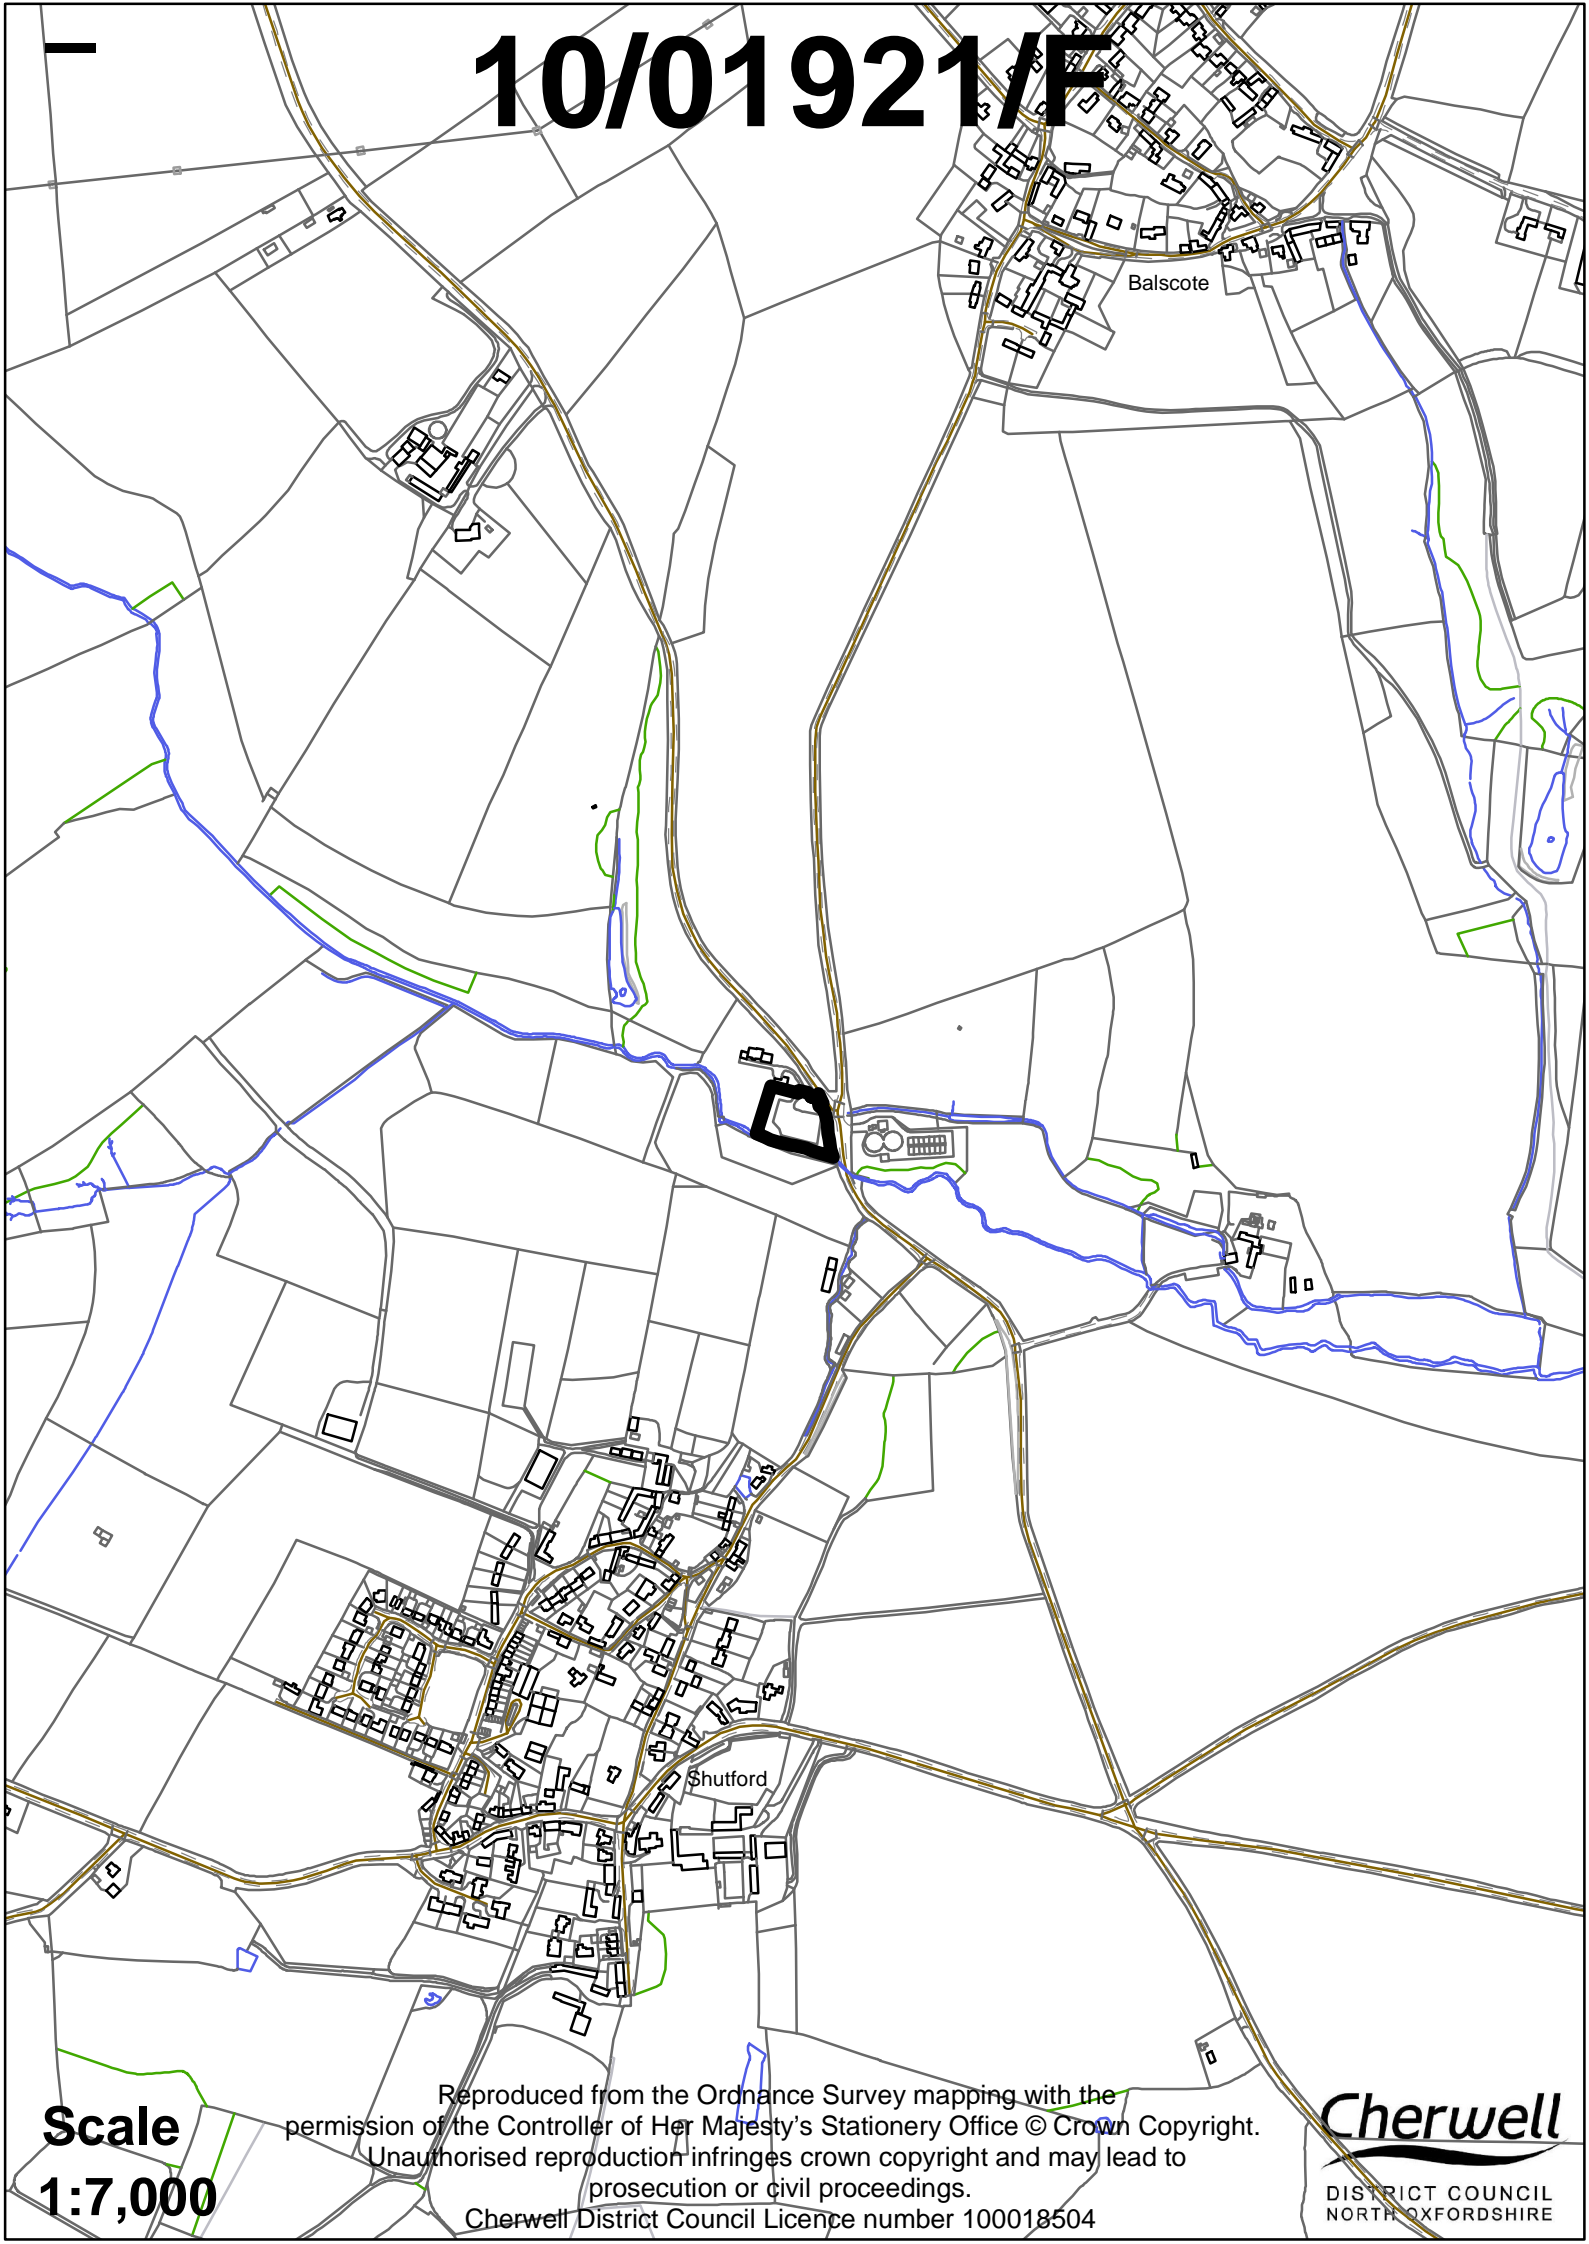 10/01921/F
Balscote
Shutford
Scale
1:7,000
Reproduced from the Ordnance Survey mapping with the
permission of the Controller of Her Majesty's Stationery Office © Crown Copyright.
Unauthorised reproduction infringes crown copyright and may lead to
prosecution or civil proceedings.
Cherwell District Council Licence number 100018504
Cherwell
DISTRICT COUNCIL
NORTH OXFORDSHIRE